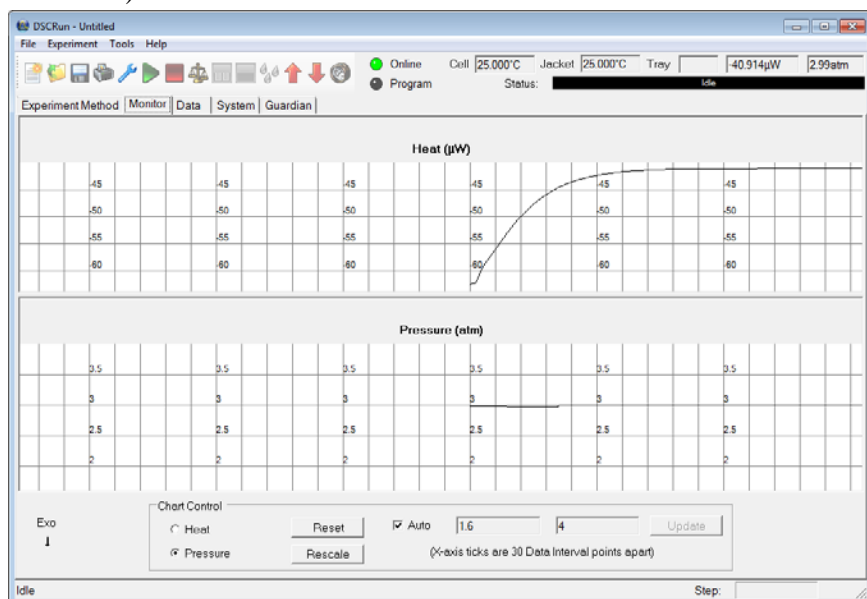 DSCRun - Untitled
File Experiment Tools Help
Online Cell 25.000°C Jacket 25.000°C Tray -40.914µW 2.99atm
Program Status: Idle
Experiment Method Monitor Data System Guardian
Heat (µW)
-45 -45 -45 -45 -45 -45
-50 -50 -50 -50 -50 -50
-55 -55 -55 -55 -55 -55
-60 -60 -60 -60 -60 -60
Pressure (atm)
3.5 3.5 3.5 3.5 3.5 3.5
3 3 3 3 3 3
2.5 2.5 2.5 2.5 2.5 2.5
2 2 2 2 2 2
Chart Control
Exo Heat Reset Auto 1.6 4 Update
Pressure Rescale (X-axis ticks are 30 Data Interval points apart)
Idle Step: